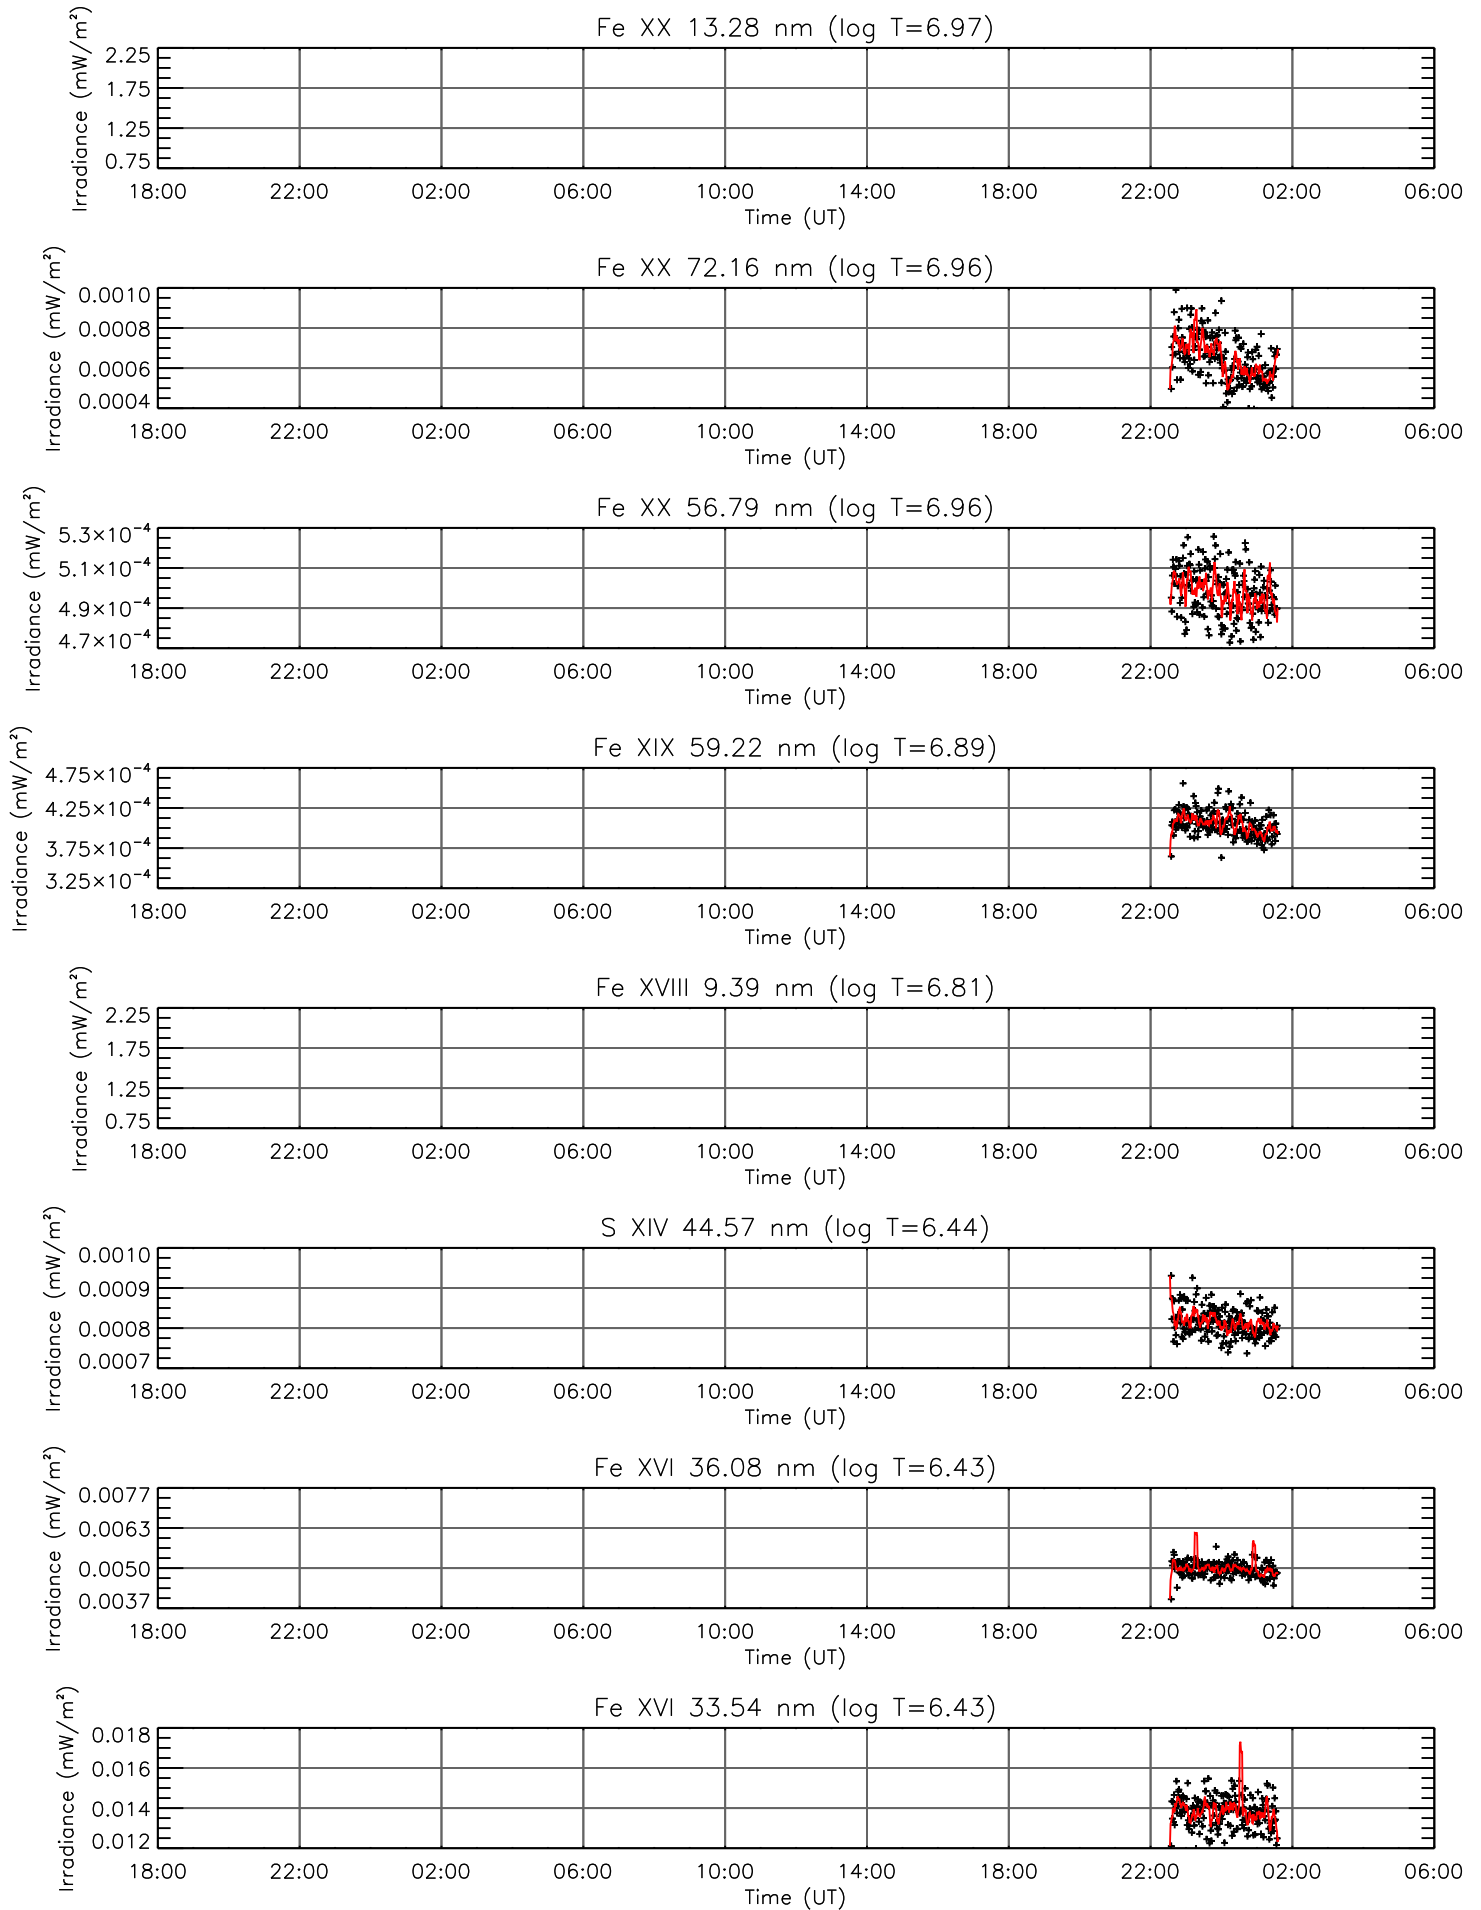 Fe XX 13.28 nm (log T=6.97)
Irradiance (mW/m²)
2.25
1.75
1.25
0.75
18:00 22:00 02:00 06:00 10:00 14:00 18:00 22:00 02:00 06:00
Time (UT)
Fe XX 72.16 nm (log T=6.96)
Irradiance (mW/m²)
0.0010
0.0008
0.0006
0.0004
18:00 22:00 02:00 06:00 10:00 14:00 18:00 22:00 02:00 06:00
Time (UT)
Fe XX 56.79 nm (log T=6.96)
Irradiance (mW/m²)
5.3×10⁻⁴
5.1×10⁻⁴
4.9×10⁻⁴
4.7×10⁻⁴
18:00 22:00 02:00 06:00 10:00 14:00 18:00 22:00 02:00 06:00
Time (UT)
Fe XIX 59.22 nm (log T=6.89)
Irradiance (mW/m²)
4.75×10⁻⁴
4.25×10⁻⁴
3.75×10⁻⁴
3.25×10⁻⁴
18:00 22:00 02:00 06:00 10:00 14:00 18:00 22:00 02:00 06:00
Time (UT)
Fe XVIII 9.39 nm (log T=6.81)
Irradiance (mW/m²)
2.25
1.75
1.25
0.75
18:00 22:00 02:00 06:00 10:00 14:00 18:00 22:00 02:00 06:00
Time (UT)
S XIV 44.57 nm (log T=6.44)
Irradiance (mW/m²)
0.0010
0.0009
0.0008
0.0007
18:00 22:00 02:00 06:00 10:00 14:00 18:00 22:00 02:00 06:00
Time (UT)
Fe XVI 36.08 nm (log T=6.43)
Irradiance (mW/m²)
0.0077
0.0063
0.0050
0.0037
18:00 22:00 02:00 06:00 10:00 14:00 18:00 22:00 02:00 06:00
Time (UT)
Fe XVI 33.54 nm (log T=6.43)
Irradiance (mW/m²)
0.018
0.016
0.014
0.012
18:00 22:00 02:00 06:00 10:00 14:00 18:00 22:00 02:00 06:00
Time (UT)